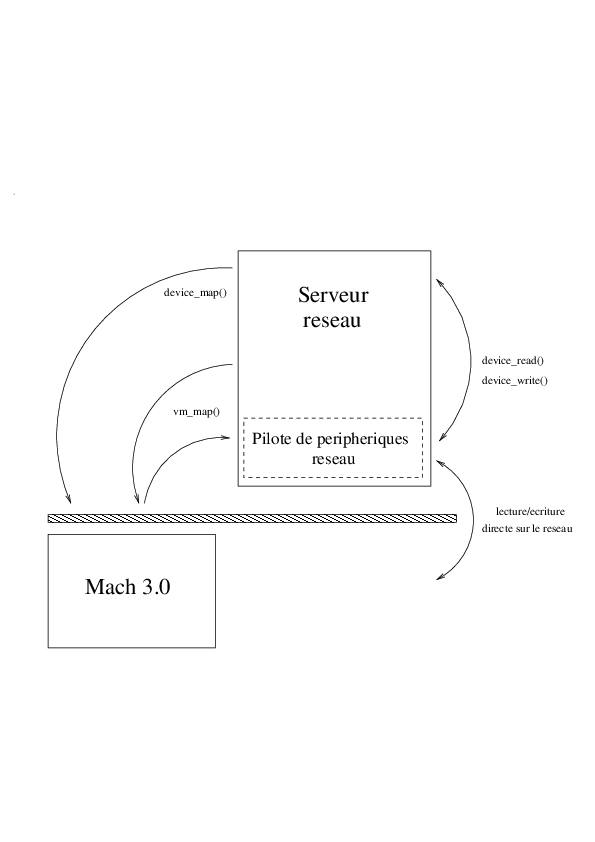 device_map()
Serveur
reseau
device_read()
device_write()
vm_map()
Pilote de peripheriques
reseau
lecture/ecriture
directe sur le reseau
Mach 3.0